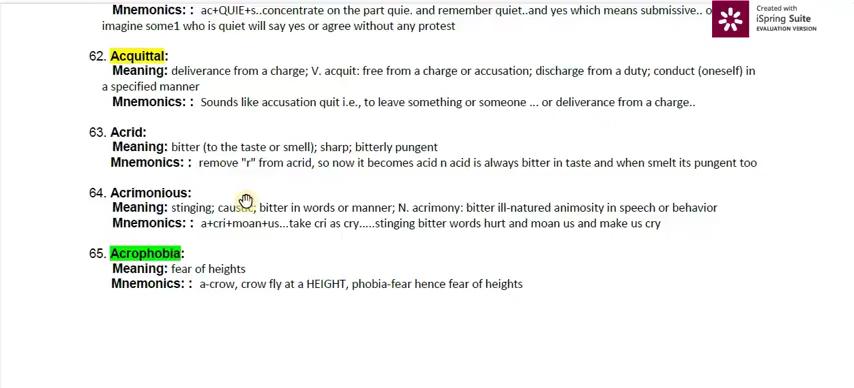 Mnemonics: : ac+QUIE+s..concentrate on the part quie. and remember quiet..and yes which means submissive..
imagine some1 who is quiet will say yes or agree without any protest
Created with
iSpring Suite
EVALUATION VERSION
62. Acquittal:
Meaning: deliverance from a charge; V. acquit: free from a charge or accusation; discharge from a duty; conduct (oneself) in
a specified manner
Mnemonics: : Sounds like accusation quit i.e., to leave something or someone ... or deliverance from a charge..
63. Acrid:
Meaning: bitter (to the taste or smell); sharp; bitterly pungent
Mnemonics: : remove "r" from acrid, so now it becomes acid n acid is always bitter in taste and when smelt its pungent too
64. Acrimonious:
Meaning: stinging; caustic; bitter in words or manner; N. acrimony: bitter ill-natured animosity in speech or behavior
Mnemonics: : a+cri+moan+us...take cri as cry.....stinging bitter words hurt and moan us and make us cry
65. Acrophobia:
Meaning: fear of heights
Mnemonics: : a-crow, crow fly at a HEIGHT, phobia-fear hence fear of heights